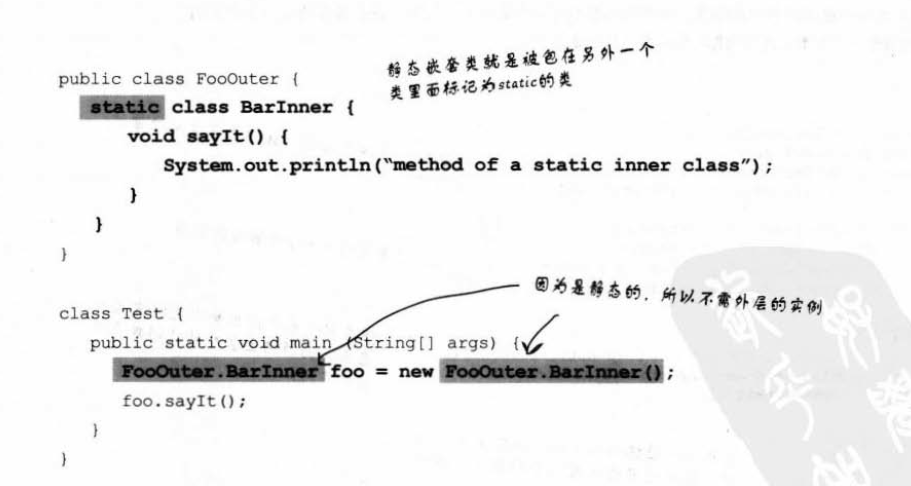 public class FooOuter {
静态嵌套类就是被包在另外一个
类里面标记为static的类
static class BarInner {
void sayIt() {
System.out.println("method of a static inner class");
}
}
}
因为是静态的，所以不需外层的实例
class Test {
public static void main (String[] args) {
FooOuter.BarInner foo = new FooOuter.BarInner();
foo.sayIt();
}
}